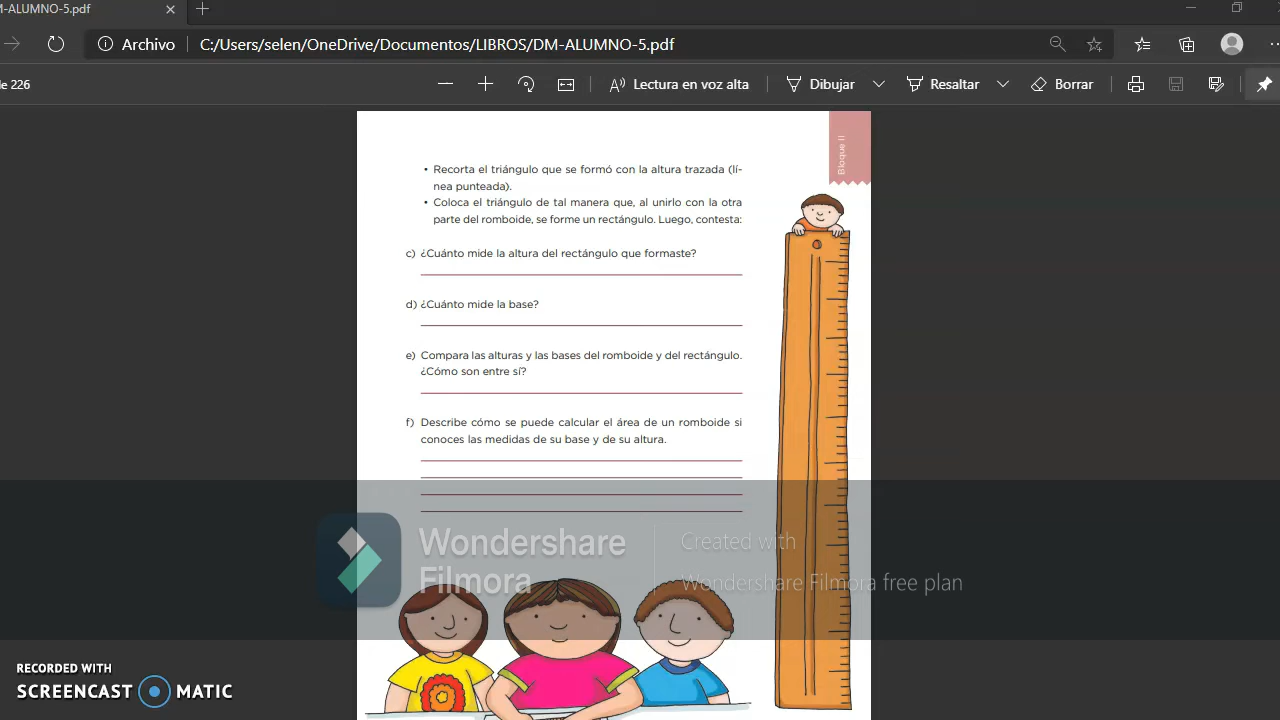 M-ALUMNO-5.pdf
Archivo C:/Users/selen/OneDrive/Documentos/LIBROS/DM-ALUMNO-5.pdf
de 226 Lectura en voz alta Dibujar Resaltar Borrar
Bloque II
• Recorta el triángulo que se formó con la altura trazada (lí-
nea punteada).
• Coloca el triángulo de tal manera que, al unirlo con la otra
parte del romboide, se forme un rectángulo. Luego, contesta:
c) ¿Cuánto mide la altura del rectángulo que formaste?
d) ¿Cuánto mide la base?
e) Compara las alturas y las bases del romboide y del rectángulo.
¿Cómo son entre sí?
f) Describe cómo se puede calcular el área de un romboide si
conoces las medidas de su base y de su altura.
Wondershare
Filmora
Created with
Wondershare Filmora free plan
RECORDED WITH
SCREENCAST MATIC